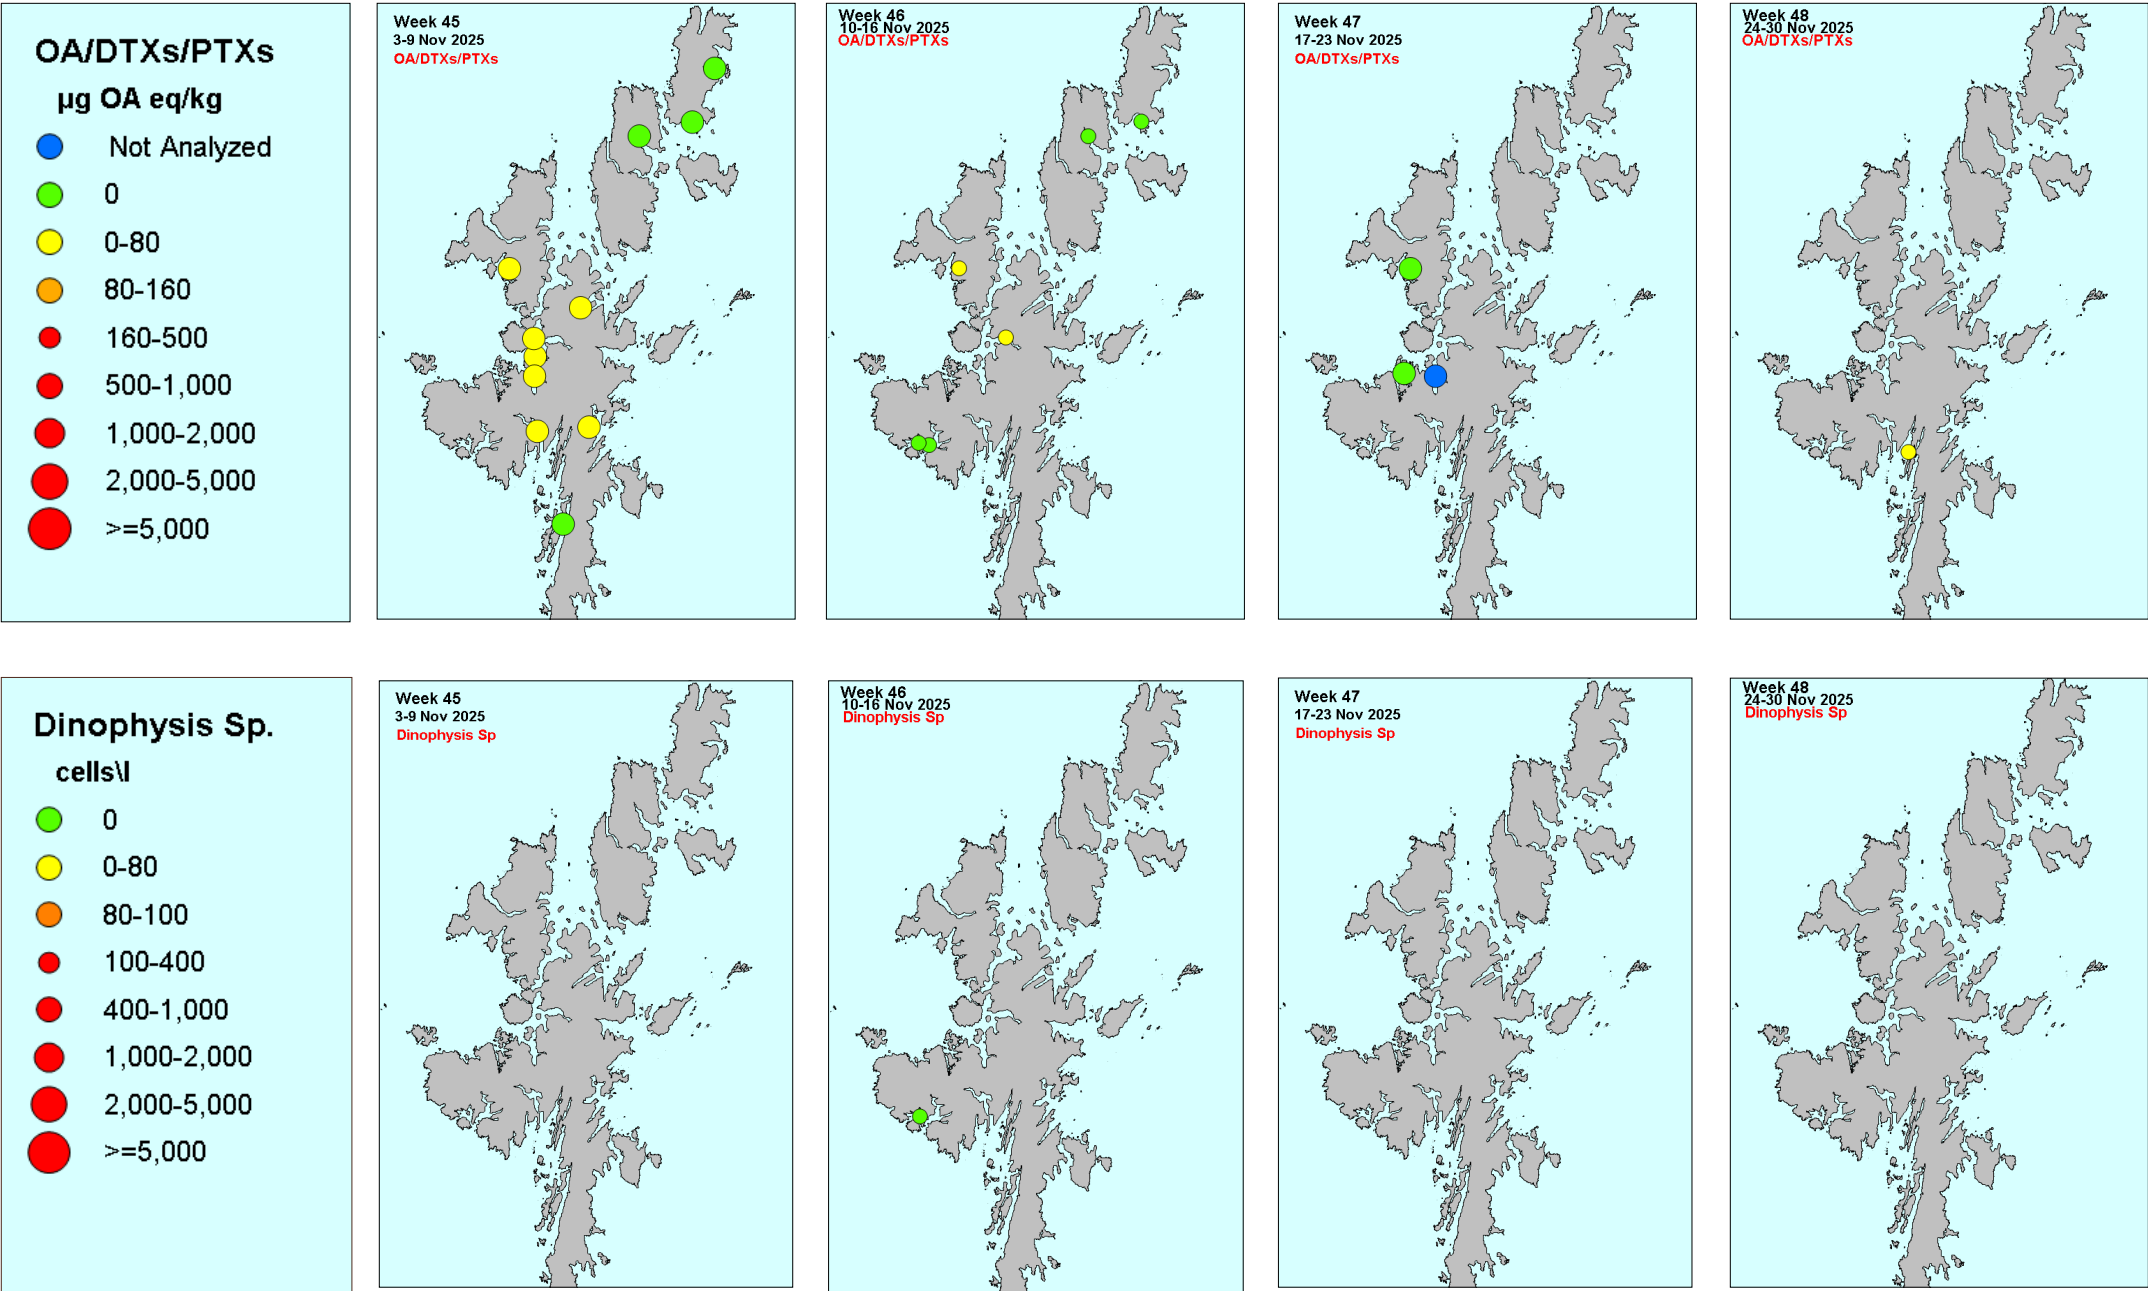 OA/DTXs/PTXs
µg OA eq/kg
Not Analyzed
0
0-80
80-160
160-500
500-1,000
1,000-2,000
2,000-5,000
>=5,000
Week 45
3-9 Nov 2025
OA/DTXs/PTXs
Week 46
10-16 Nov 2025
OA/DTXs/PTXs
Week 47
17-23 Nov 2025
OA/DTXs/PTXs
Week 48
24-30 Nov 2025
OA/DTXs/PTXs
Dinophysis Sp.
cells\l
0
0-80
80-100
100-400
400-1,000
1,000-2,000
2,000-5,000
>=5,000
Week 45
3-9 Nov 2025
Dinophysis Sp
Week 46
10-16 Nov 2025
Dinophysis Sp
Week 47
17-23 Nov 2025
Dinophysis Sp
Week 48
24-30 Nov 2025
Dinophysis Sp